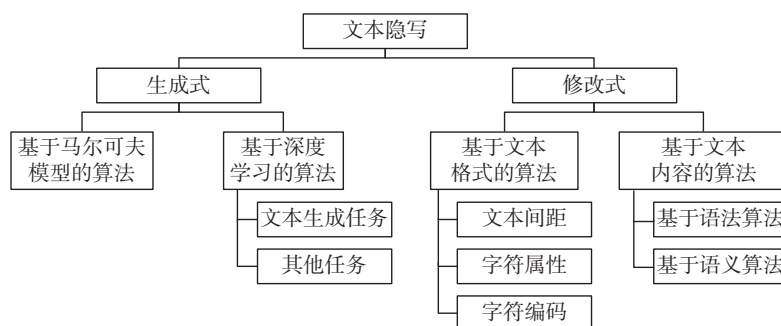 文本隐写
生成式
修改式
基于马尔可夫
模型的算法
基于深度
学习的算法
基于文本
格式的算法
基于文本
内容的算法
文本生成任务
其他任务
文本间距
字符属性
字符编码
基于语法算法
基于语义算法